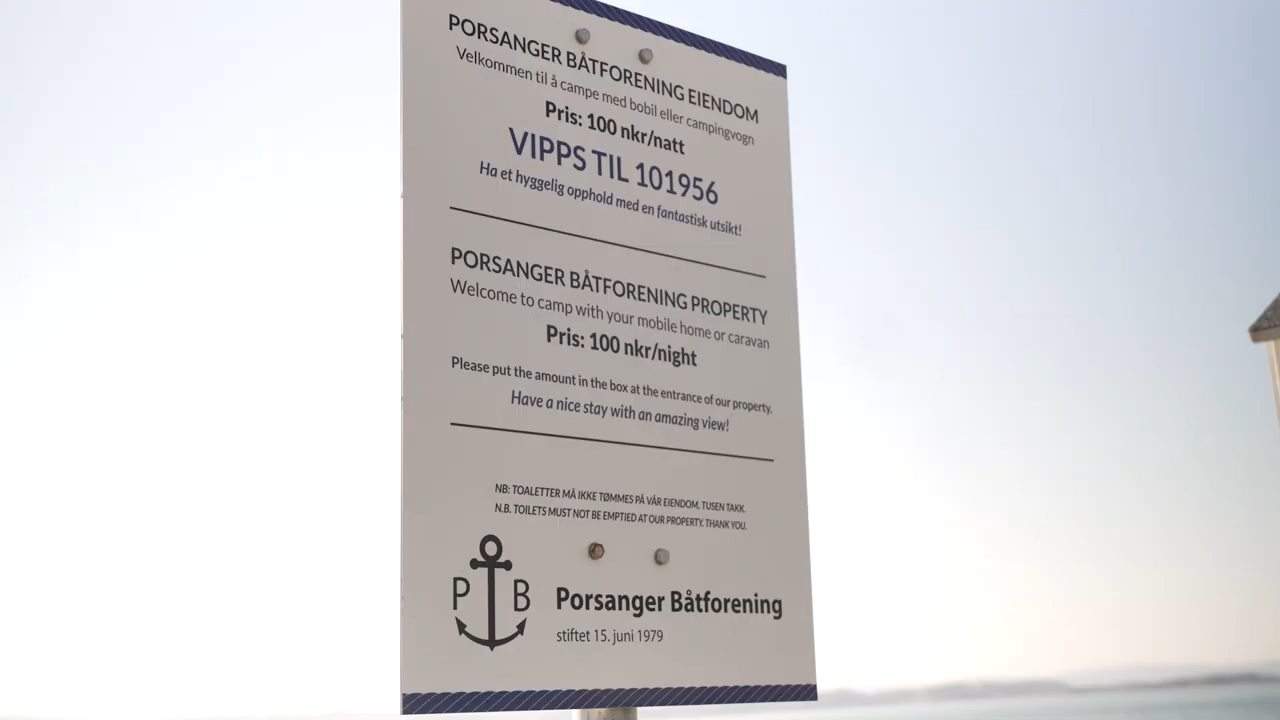 PORSANGER BÅTFORENING EIENDOM
Velkommen til å campe med bobil eller campingvogn
Pris: 100 nkr/natt
VIPPS TIL 101956
Ha et hyggelig opphold med en fantastisk utsikt!
PORSANGER BÅTFORENING PROPERTY
Welcome to camp with your mobile home or caravan
Pris: 100 nkr/night
Please put the amount in the box at the entrance of our property.
Have a nice stay with an amazing view!
NB: TOALETTER MÅ IKKE TØMMES PÅ VÅR EIENDOM. TUSEN TAKK.
N.B. TOILETS MUST NOT BE EMPTIED AT OUR PROPERTY. THANK YOU.
P B
Porsanger Båtforening
stiftet 15. juni 1979